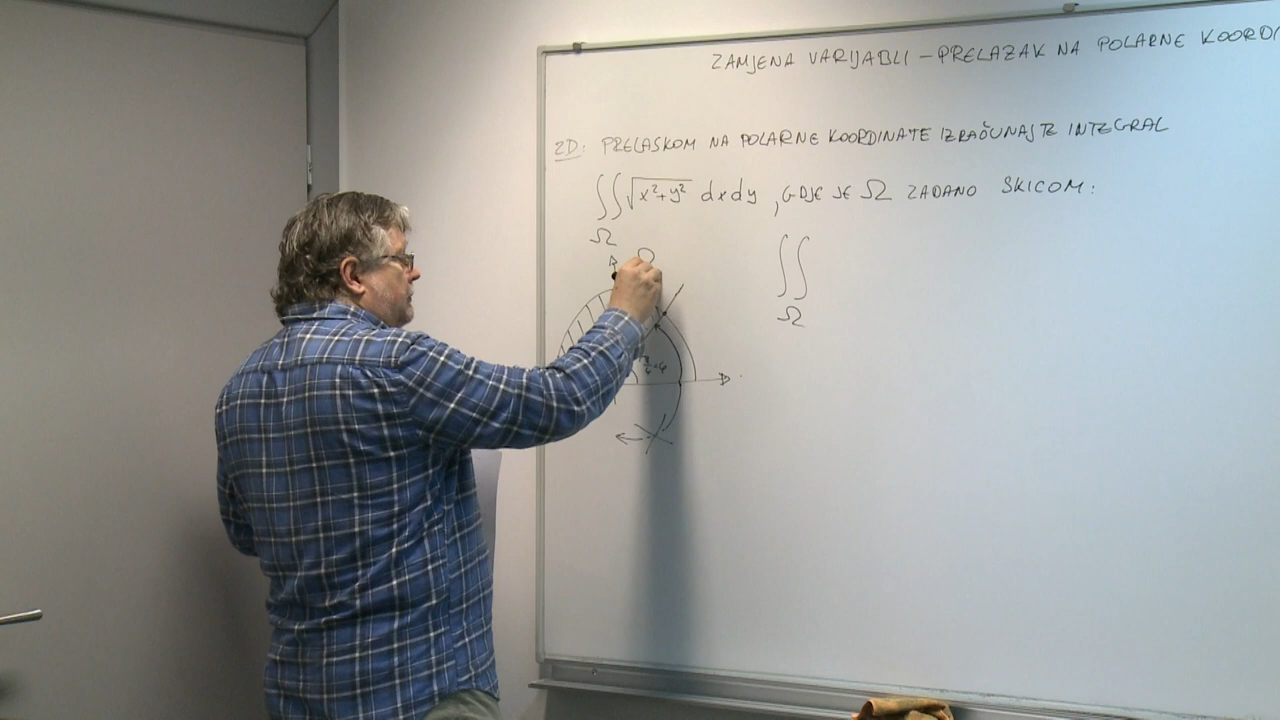 ZAMJENA VARIJABLI – PRELAZAK NA POLARNE KOORDI
2D: PRELASKOM NA POLARNE KOORDINATE IZRAČUNAJTE INTEGRAL
∬ √x²+y² dxdy, GDJE JE Ω ZADANO SKICOM:
Ω
∬
Ω